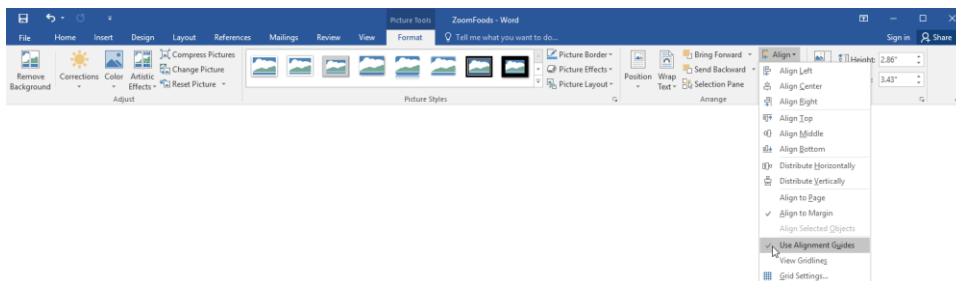 Picture Tools
ZoomFoods - Word
File Home Insert Design Layout References Mailings Review View Format Tell me what you want to do... Sign in Share
Remove Background
Corrections
Color
Artistic Effects
Compress Pictures
Change Picture
Reset Picture
Adjust
Picture Styles
Picture Border
Picture Effects
Picture Layout
Position
Wrap Text
Bring Forward
Send Backward
Selection Pane
Arrange
Align
Height: 2.86"
3.43"
Align Left
Align Center
Align Right
Align Top
Align Middle
Align Bottom
Distribute Horizontally
Distribute Vertically
Align to Page
Align to Margin
Align Selected Objects
Use Alignment Guides
View Gridlines
Grid Settings...